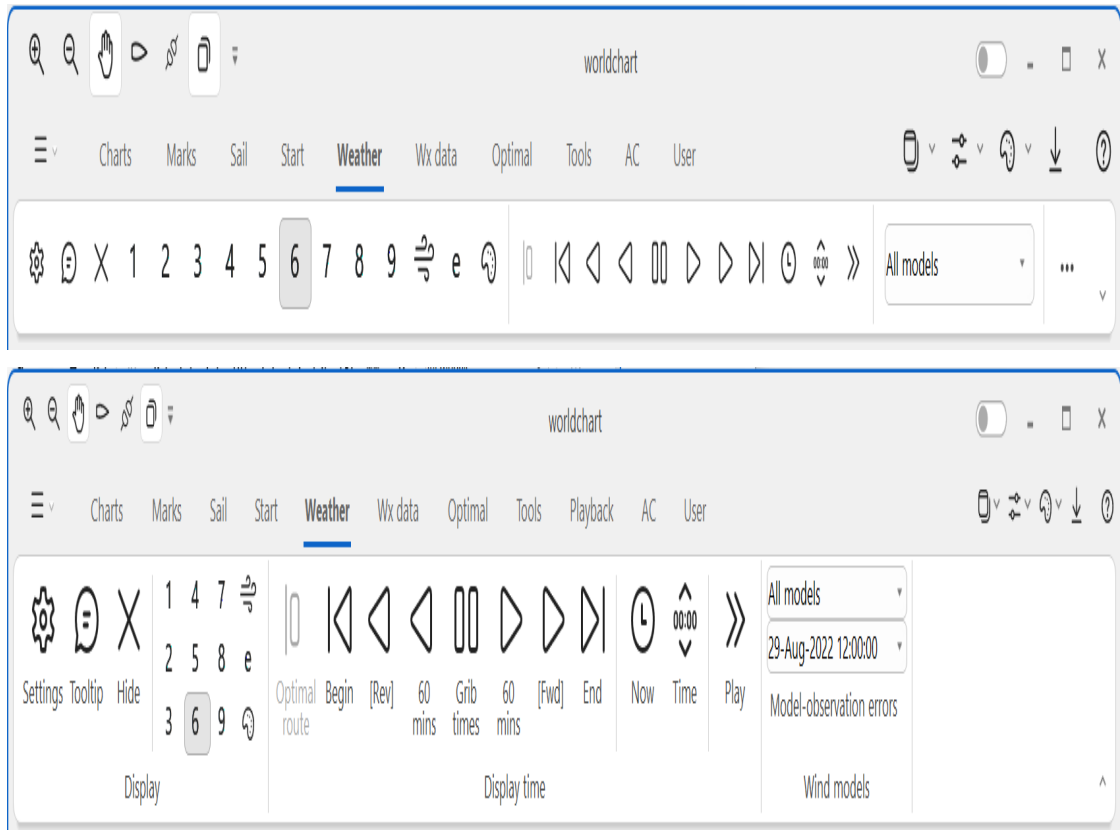 worldchart
Charts Marks Sail Start Weather Wx data Optimal Tools AC User
1 2 3 4 5 6 7 8 9 e 00:00 All models ...
worldchart
Charts Marks Sail Start Weather Wx data Optimal Tools Playback AC User
1 4 7
2 5 8 e
3 6 9
00:00
All models
29-Aug-2022 12:00:00
Model-observation errors
Settings Tooltip Hide
Optimal route
Begin [Rev] 60 mins Grib times 60 mins [Fwd] End Now Time Play
Display Display time Wind models